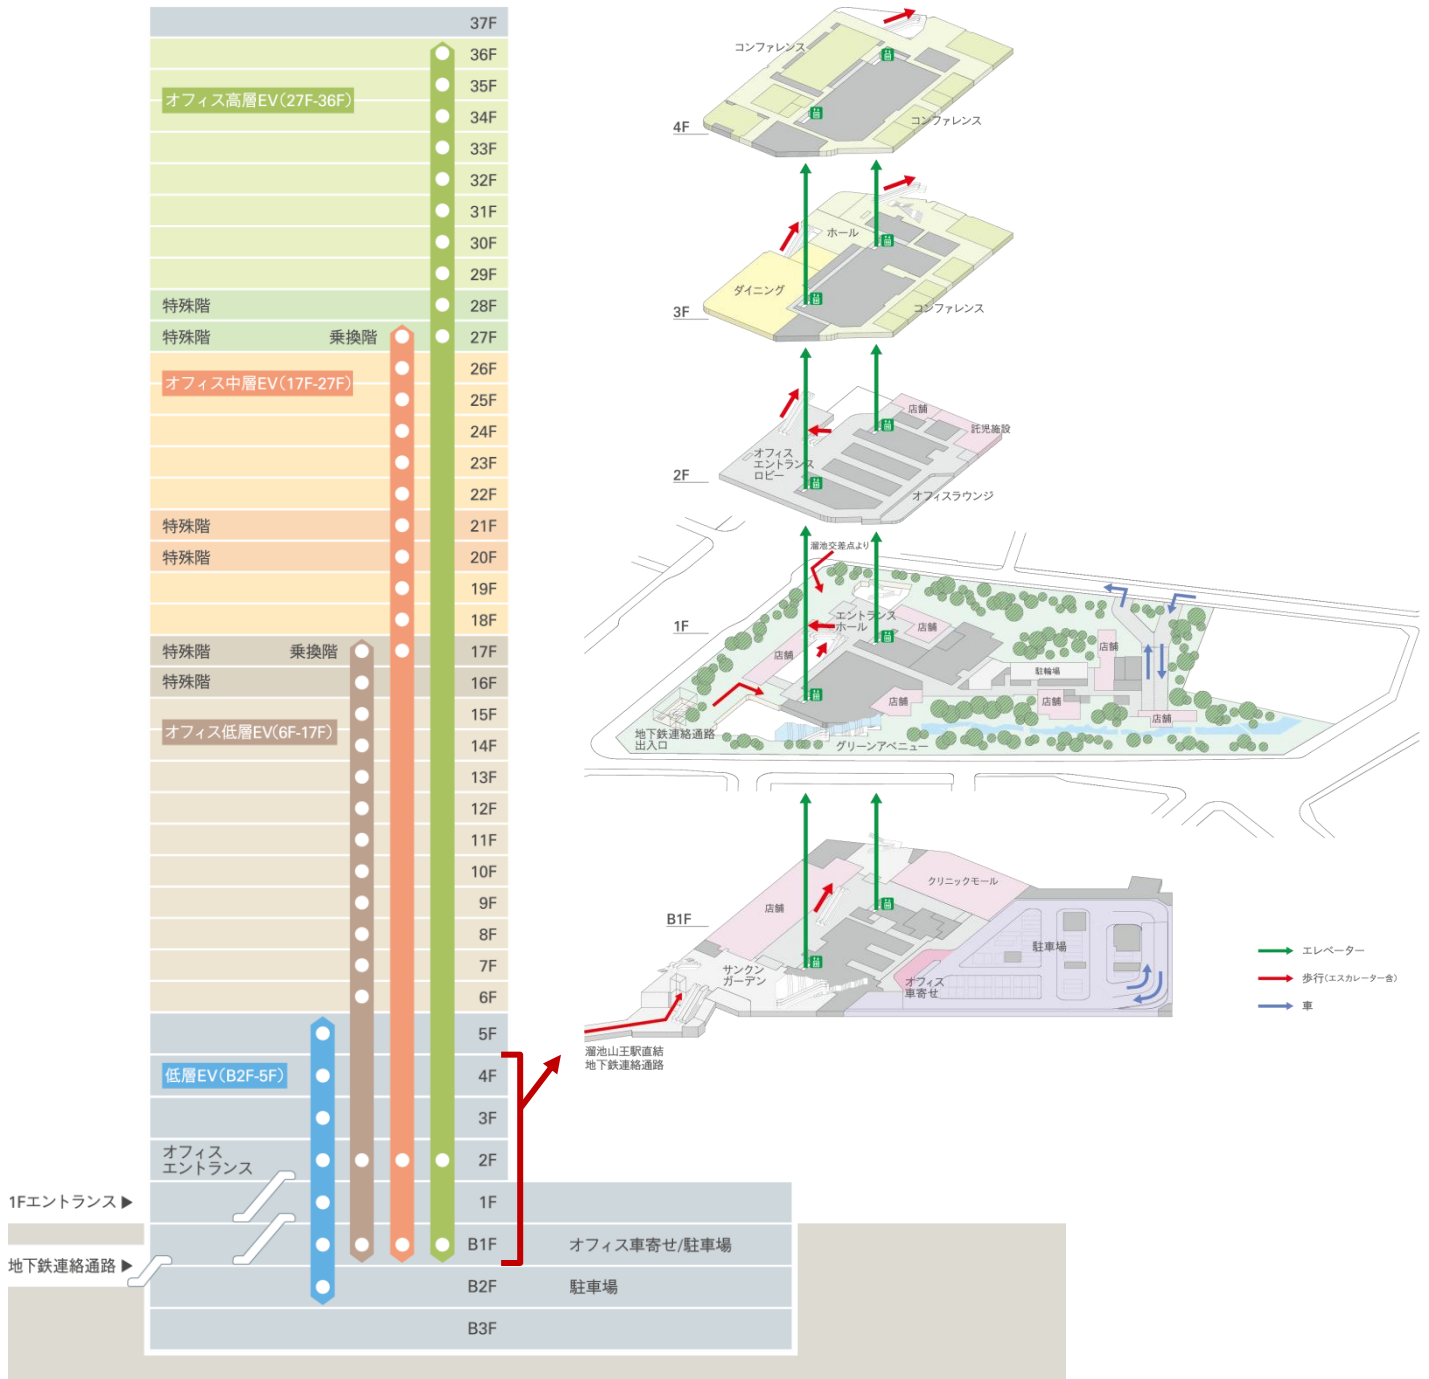 37F
36F
35F
オフィス高層EV(27F-36F)
34F
33F
32F
31F
30F
29F
特殊階 28F
特殊階 乗換階 27F
26F
オフィス中層EV(17F-27F)
25F
24F
23F
22F
特殊階 21F
特殊階 20F
19F
18F
特殊階 乗換階 17F
特殊階 16F
15F
オフィス低層EV(6F-17F)
14F
13F
12F
11F
10F
9F
8F
7F
6F
5F
低層EV(B2F-5F) 4F
3F
オフィス
エントランス
2F
1Fエントランス▶ 1F
B1F オフィス車寄せ/駐車場
地下鉄連絡通路▶
B2F 駐車場
B3F
コンファレンス
コンファレンス
4F
ホール
ダイニング
コンファレンス
3F
店舗
託児施設
オフィス
エントランス
ロビー
2F
オフィスラウンジ
溜池交差点より
エントランス
ホール
1F
店舗
店舗
店舗
駐輪場
店舗
店舗
店舗
地下鉄連絡通路
出入口
グリーンアベニュー
クリニックモール
店舗
B1F
駐車場
サンクン
ガーデン
オフィス
車寄せ
溜池山王駅直結
地下鉄連絡通路
エレベーター
歩行(エスカレーター含)
車